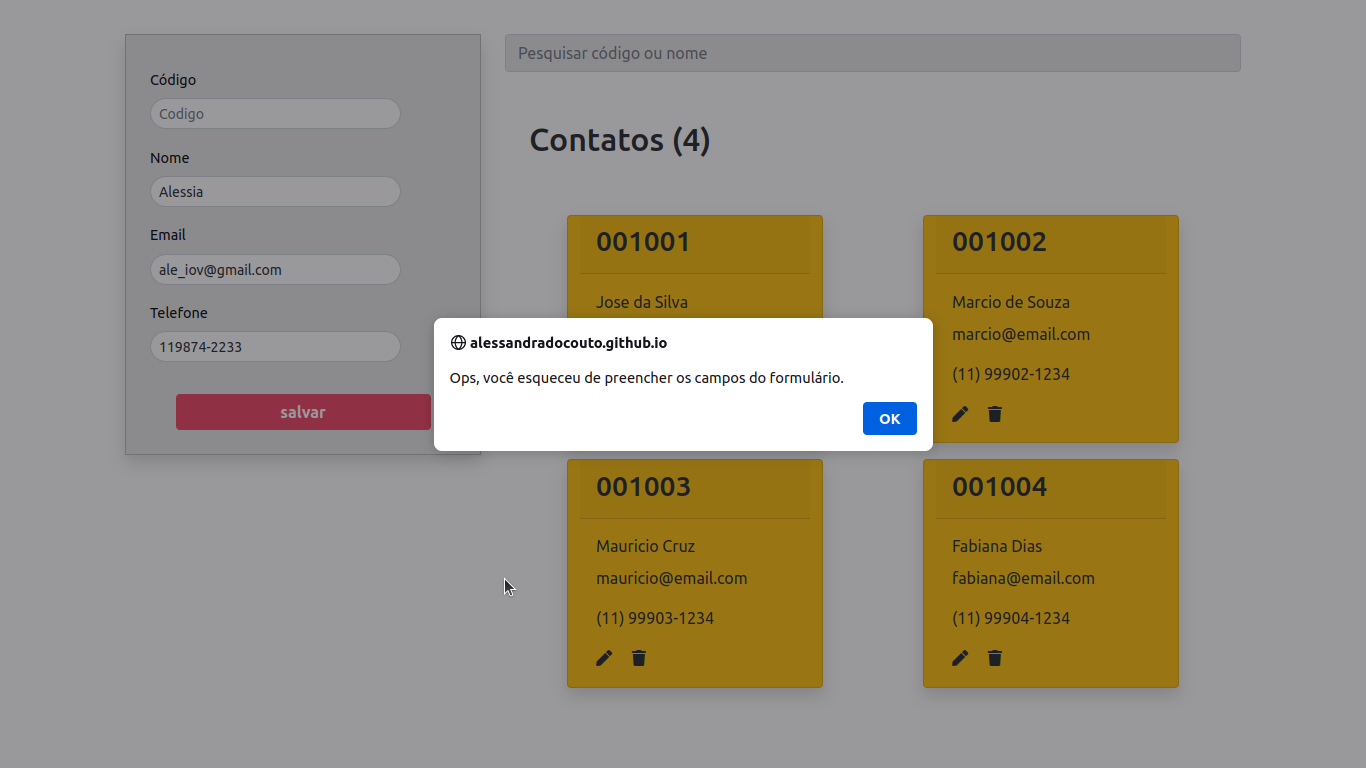 Código
Codigo
Nome
Alessia
Email
ale_iov@gmail.com
Telefone
119874-2233
salvar
Pesquisar código ou nome
Contatos (4)
001001
Jose da Silva
001002
Marcio de Souza
marcio@email.com
(11) 99902-1234
alessandradocouto.github.io
Ops, você esqueceu de preencher os campos do formulário.
OK
001003
Mauricio Cruz
mauricio@email.com
(11) 99903-1234
001004
Fabiana Dias
fabiana@email.com
(11) 99904-1234